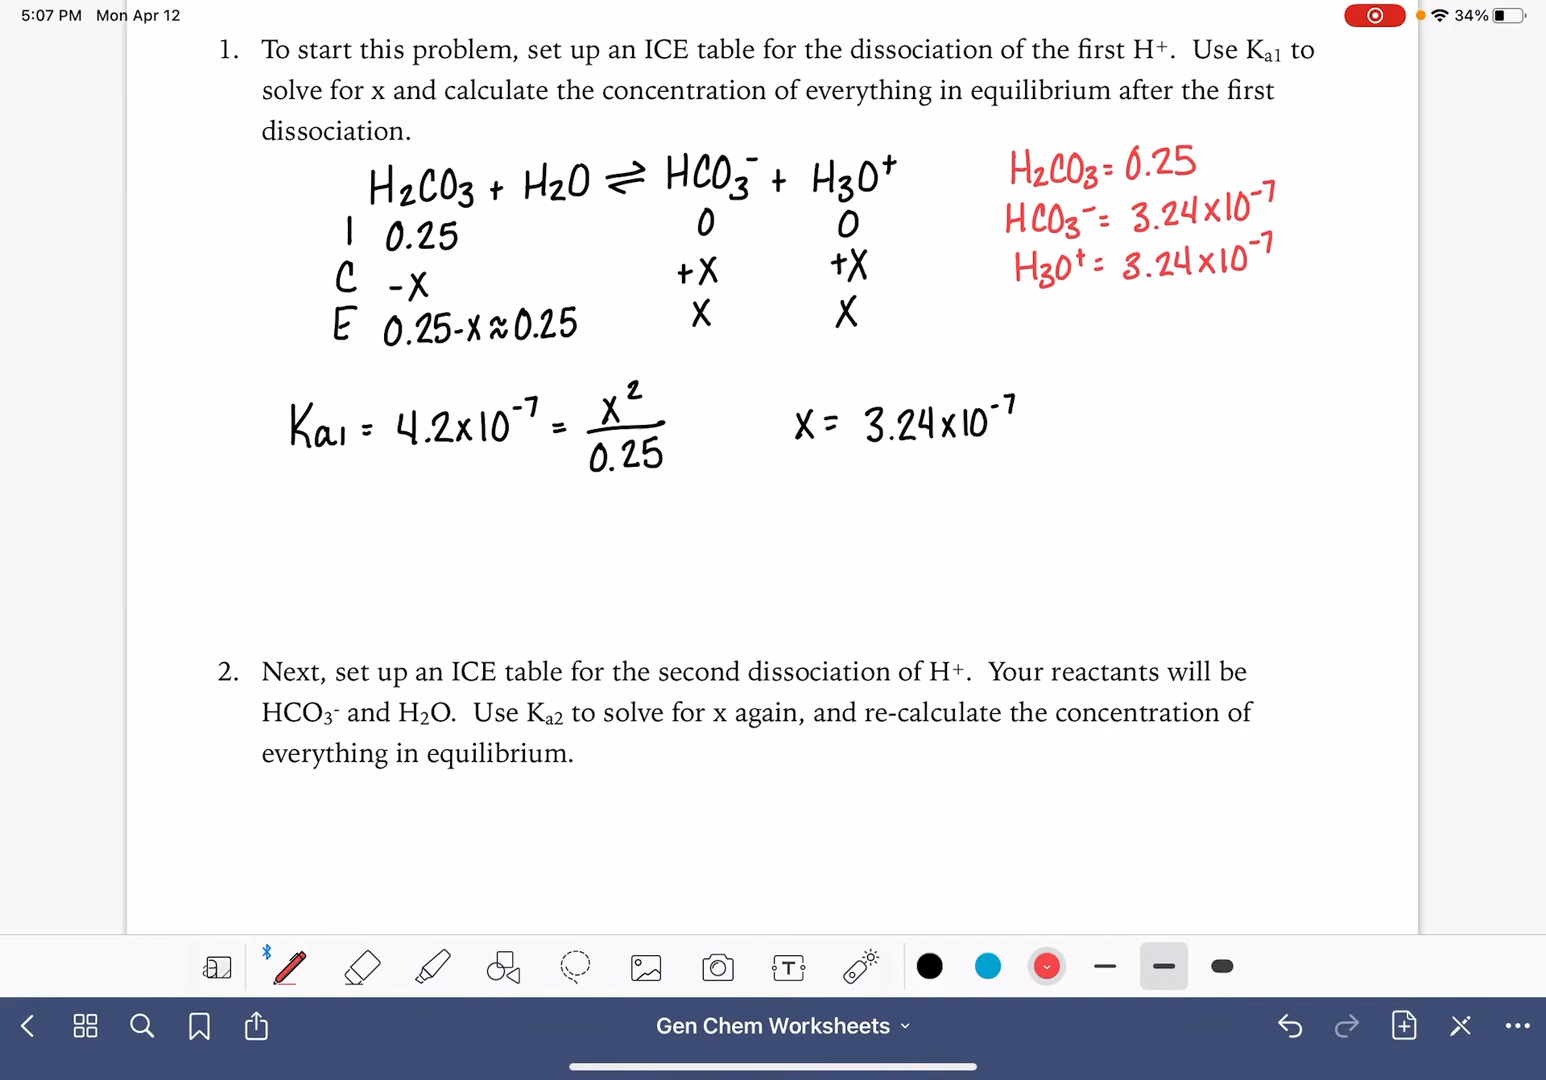 5:07 PM Mon Apr 12
34%
1. To start this problem, set up an ICE table for the dissociation of the first H+. Use Ka1 to
solve for x and calculate the concentration of everything in equilibrium after the first
dissociation.
H₂CO₃ + H₂O ⇌ HCO₃⁻ + H₃O⁺
I 0.25 0 0
C -X +X +X
E 0.25-X≈0.25 X X
H₂CO₃ = 0.25
HCO₃⁻ = 3.24x10⁻⁷
H₃O⁺ = 3.24x10⁻⁷
Ka1 = 4.2x10⁻⁷ = x²/0.25
X = 3.24x10⁻⁷
2. Next, set up an ICE table for the second dissociation of H+. Your reactants will be
HCO₃- and H₂O. Use Ka2 to solve for x again, and re-calculate the concentration of
everything in equilibrium.
a
T
Gen Chem Worksheets